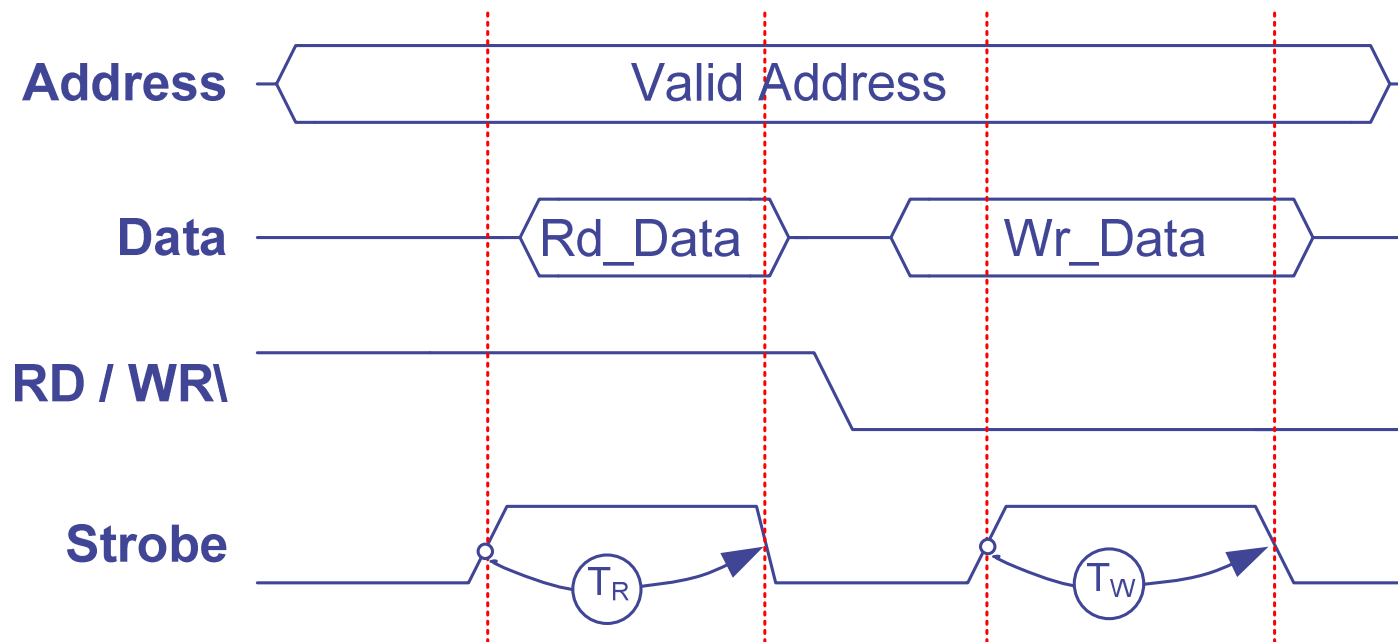 Address Valid Address
Data Rd_Data Wr_Data
RD / WR\
Strobe
TR TW